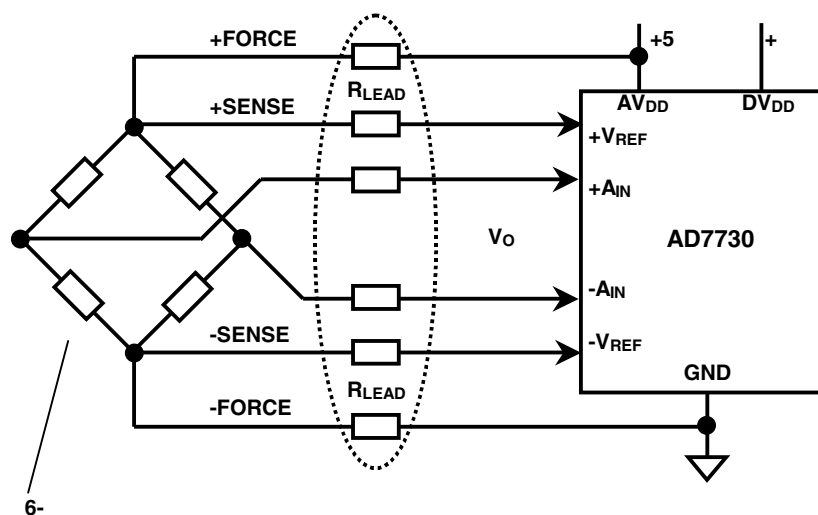 +FORCE
+5
+
RLEAD
AVDD
DVDD
+SENSE
+VREF
+AIN
VO
AD7730
-AIN
-SENSE
-VREF
RLEAD
GND
-FORCE
6-